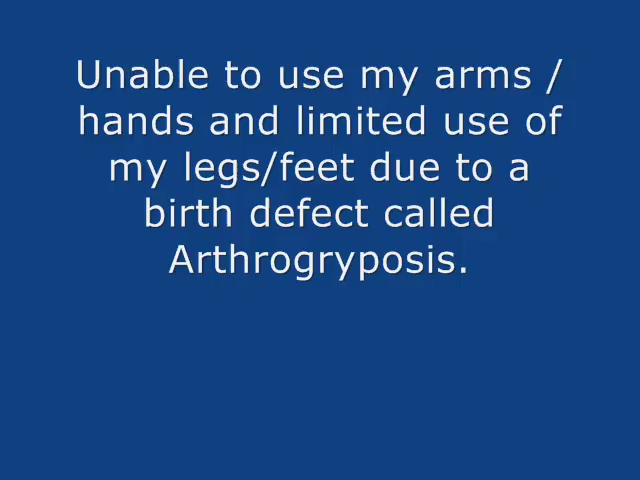 Unable to use my arms /
hands and limited use of
my legs/feet due to a
birth defect called
Arthrogryposis.